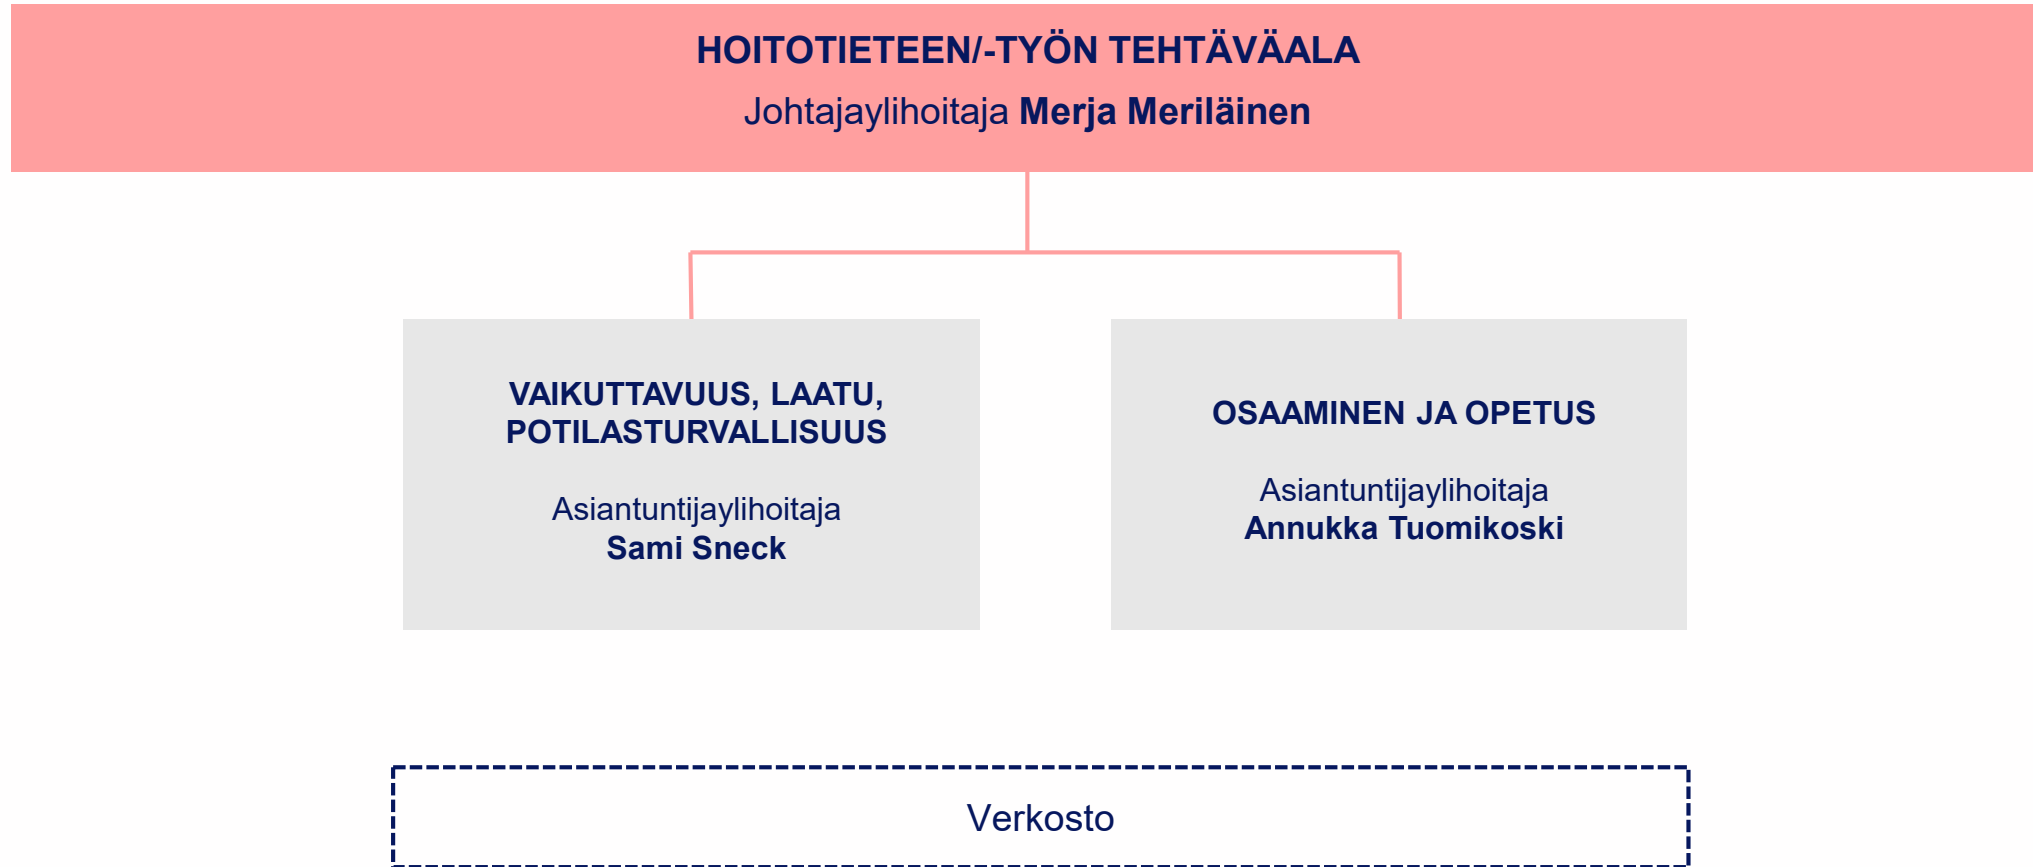 HOITOTIETEEN/-TYÖN TEHTÄVÄALA
Johtajaylihoitaja Merja Meriläinen
VAIKUTTAVUUS, LAATU,
POTILASTURVALLISUUS
Asiantuntijaylihoitaja
Sami Sneck
OSAAMINEN JA OPETUS
Asiantuntijaylihoitaja
Annukka Tuomikoski
Verkosto